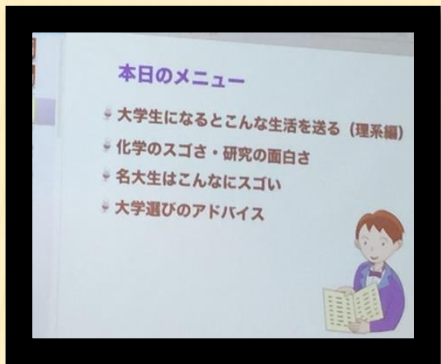 本日のメニュー
大学生になるとこんな生活を送る（理系編）
化学のスゴさ・研究の面白さ
名大生はこんなにスゴい
大学選びのアドバイス